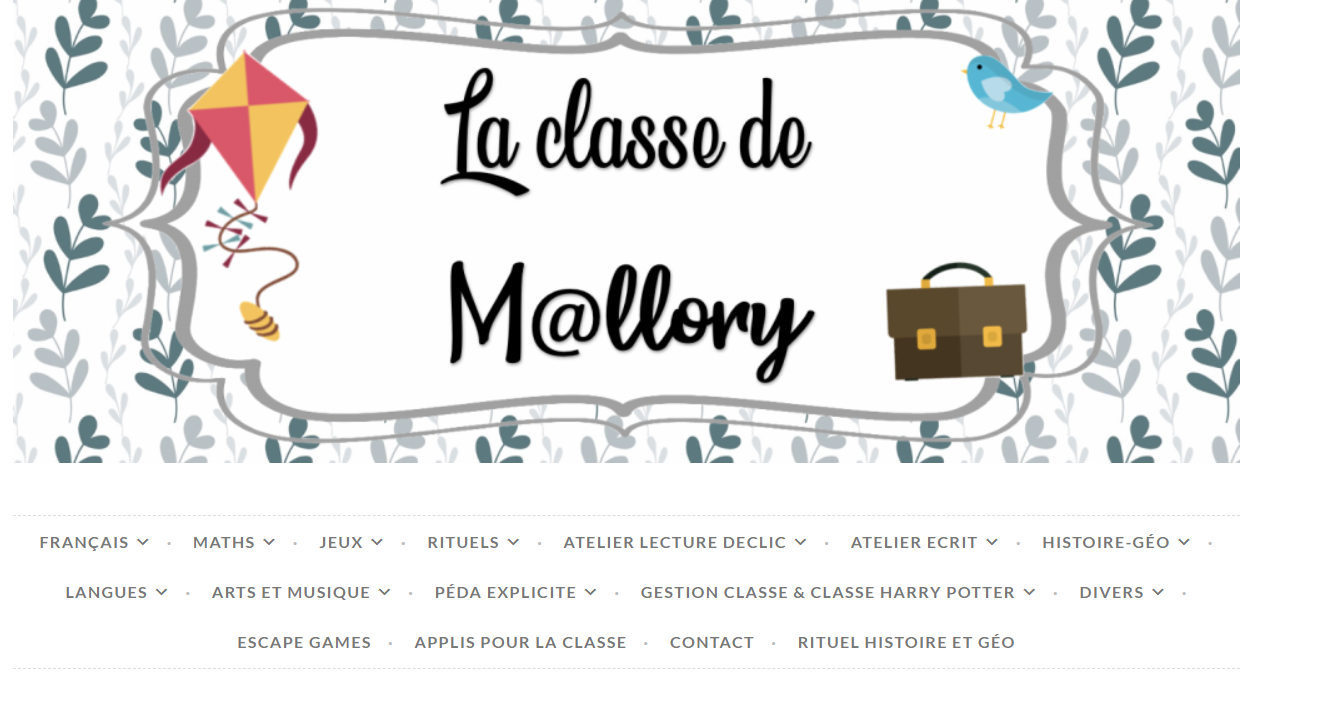 La classe de
M@llory
FRANÇAIS · MATHS · JEUX · RITUELS · ATELIER LECTURE DECLIC · ATELIER ECRIT · HISTOIRE-GÉO ·
LANGUES · ARTS ET MUSIQUE · PÉDA EXPLICITE · GESTION CLASSE & CLASSE HARRY POTTER · DIVERS ·
ESCAPE GAMES · APPLIS POUR LA CLASSE · CONTACT · RITUEL HISTOIRE ET GÉO